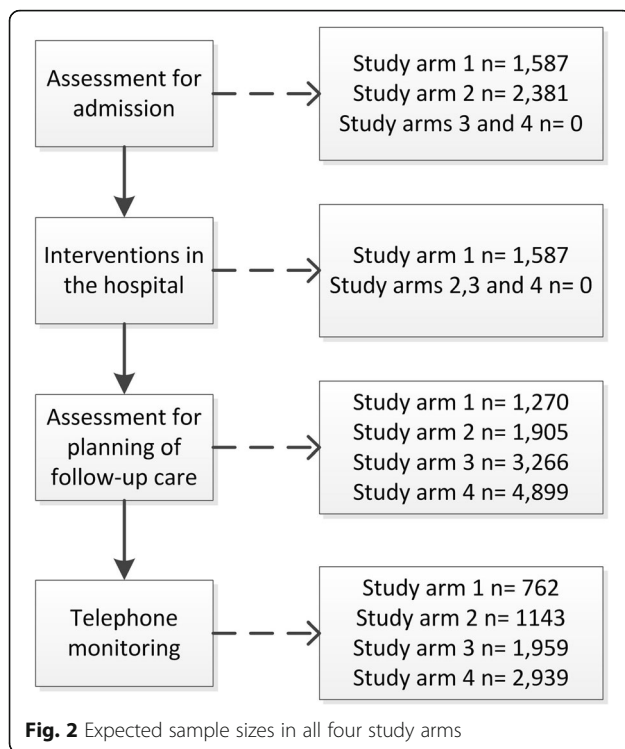 Assessment for
admission
Study arm 1 n= 1,587
Study arm 2 n= 2,381
Study arms 3 and 4 n= 0
Interventions in
the hospital
Study arm 1 n= 1,587
Study arms 2,3 and 4 n= 0
Assessment for
planning of
follow-up care
Study arm 1 n= 1,270
Study arm 2 n= 1,905
Study arm 3 n= 3,266
Study arm 4 n= 4,899
Telephone
monitoring
Study arm 1 n= 762
Study arm 2 n= 1143
Study arm 3 n= 1,959
Study arm 4 n= 2,939
Fig. 2 Expected sample sizes in all four study arms